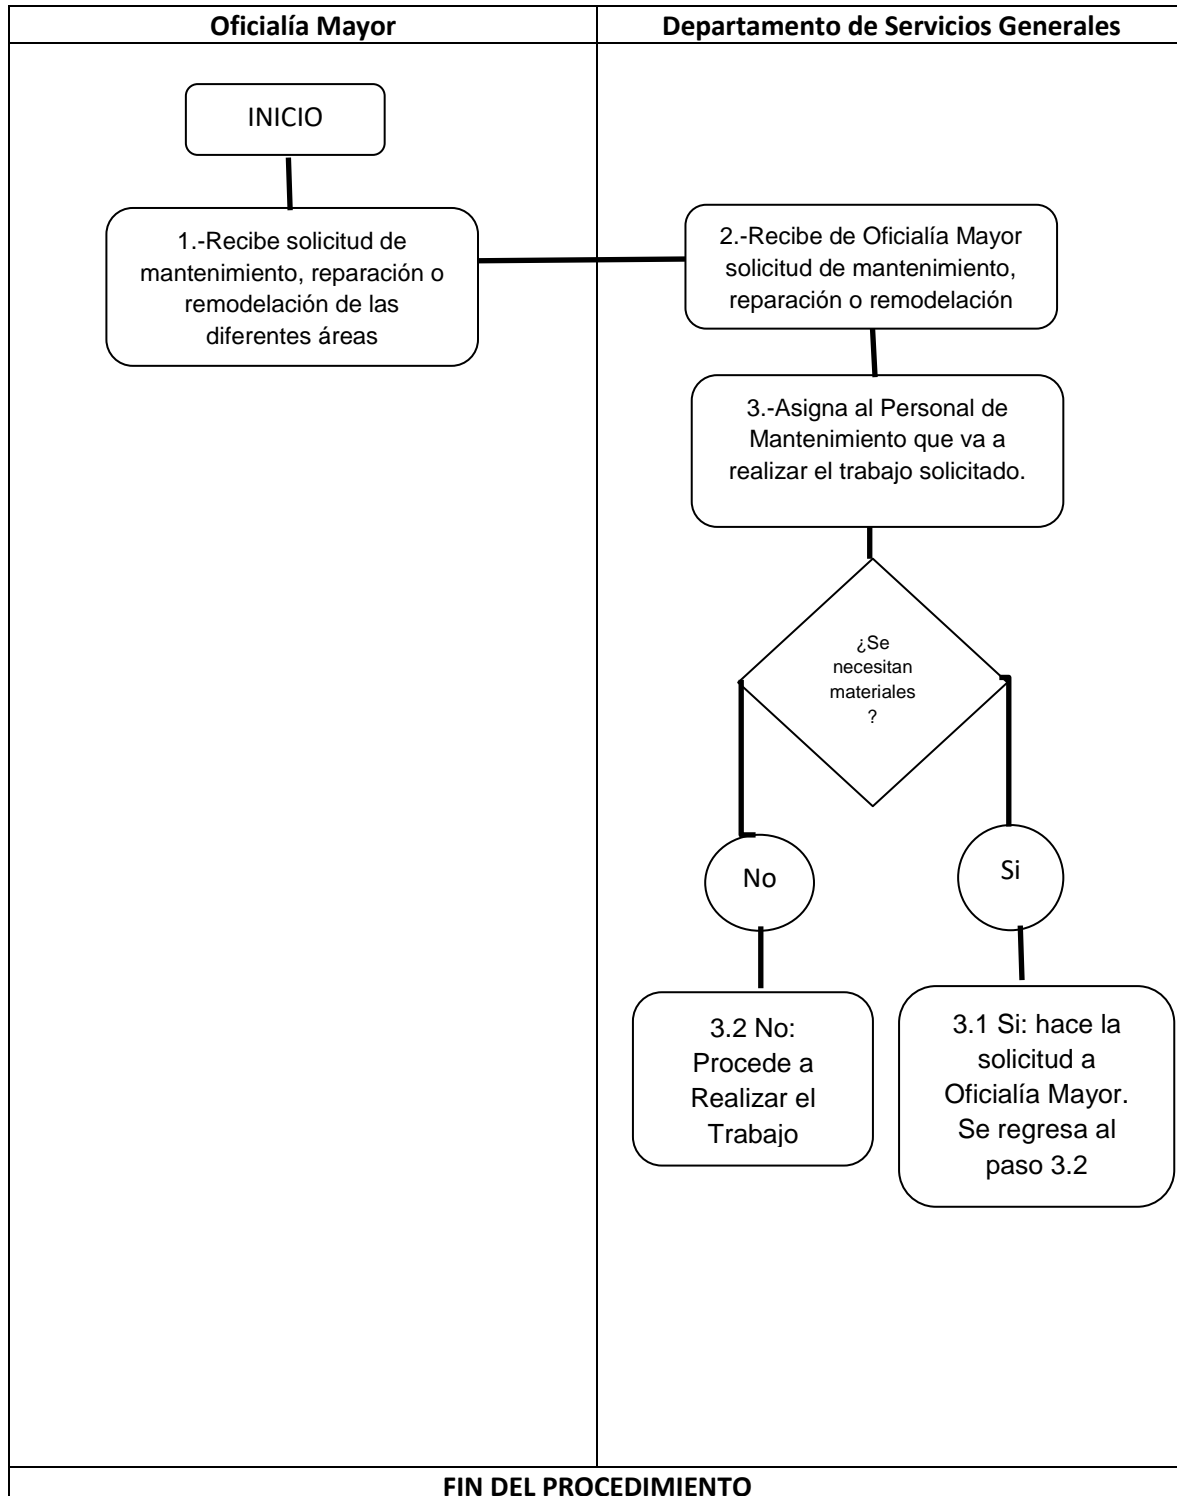 Oficialía Mayor
Departamento de Servicios Generales
INICIO
1.-Recibe solicitud de
mantenimiento, reparación o
remodelación de las
diferentes áreas
2.-Recibe de Oficialía Mayor
solicitud de mantenimiento,
reparación o remodelación
3.-Asigna al Personal de
Mantenimiento que va a
realizar el trabajo solicitado.
¿Se
necesitan
materiales
?
No
Si
3.2 No:
Procede a
Realizar el
Trabajo
3.1 Si: hace la
solicitud a
Oficialía Mayor.
Se regresa al
paso 3.2
FIN DEL PROCEDIMIENTO